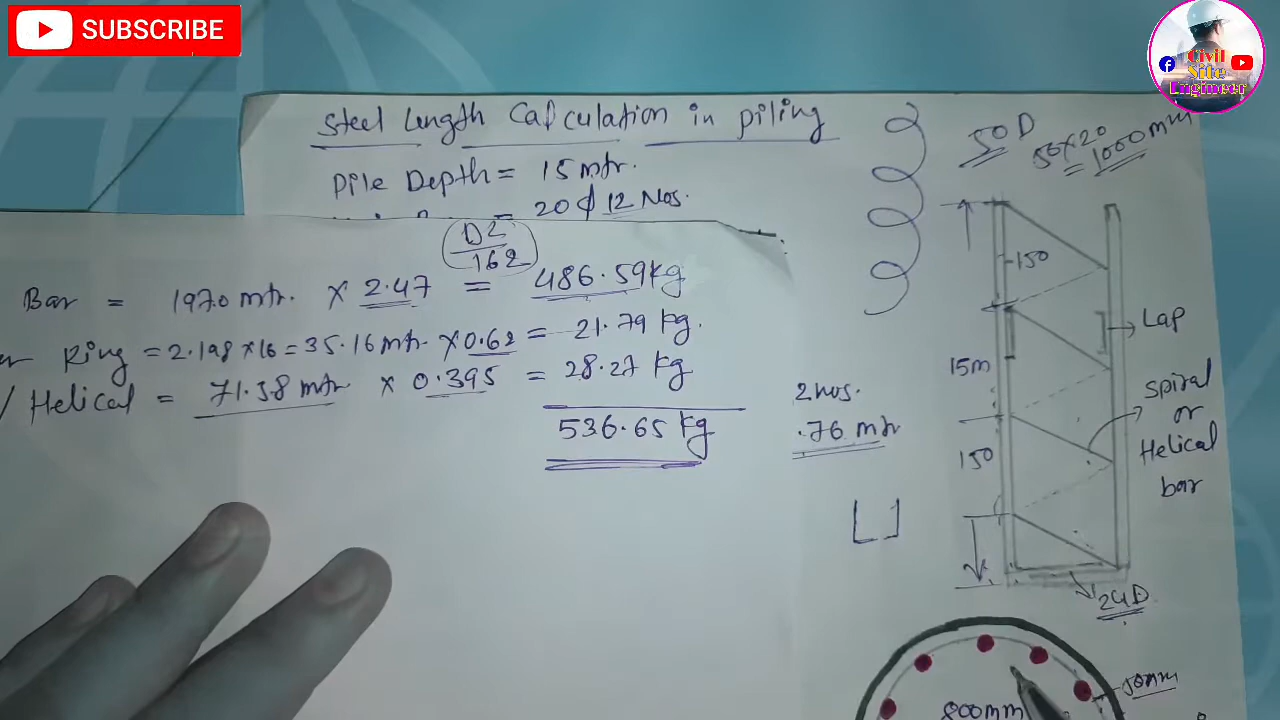 SUBSCRIBE
Civil
Site
Engineer
Steel Length Calculation in piling
Pile Depth = 15 mtr.
= 20 ф 12 Nos.
D2
162
Bar = 197.0 mtr. × 2.47 = 486.59 kg
Ring = 2.198 × 16 = 35.16 mtr × 0.62 = 21.79 kg.
/ Helical = 71.58 mtr × 0.395 = 28.27 kg
536.65 kg
2 nos.
.76 mtr
50 D
50×20
1000 mm
150
Lap
15m
Spiral
or
Helical
bar
150
24D
50mm
800mm